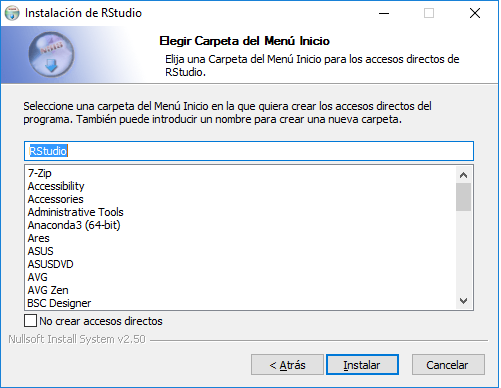 Instalación de RStudio
Elegir Carpeta del Menú Inicio
Elija una Carpeta del Menú Inicio para los accesos directos de
RStudio.
Seleccione una carpeta del Menú Inicio en la que quiera crear los accesos directos del
programa. También puede introducir un nombre para crear una nueva carpeta.
RStudio
7-Zip
Accessibility
Accessories
Administrative Tools
Anaconda3 (64-bit)
Ares
ASUS
ASUSDVD
AVG
AVG Zen
BSC Designer
No crear accesos directos
Nullsoft Install System v2.50
< Atrás
Instalar
Cancelar